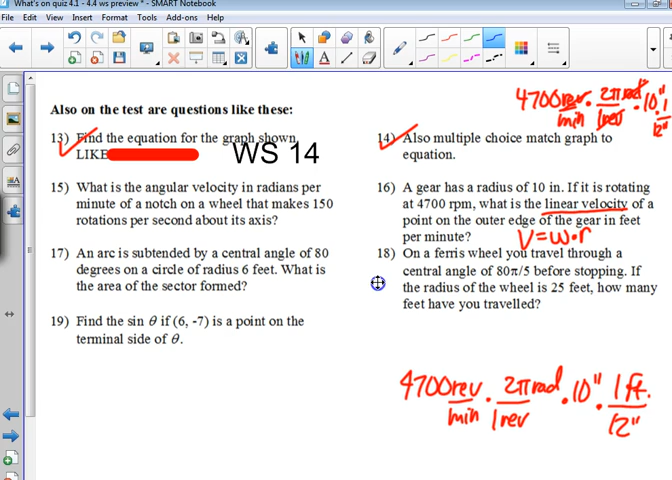 What's on quiz 4.1 - 4.4 ws preview * - SMART Notebook
File Edit View Insert Format Tools Add-ons Help
Also on the test are questions like these:
13) Find the equation for the graph shown.
LIKE
WS 14
15) What is the angular velocity in radians per
minute of a notch on a wheel that makes 150
rotations per second about its axis?
17) An arc is subtended by a central angle of 80
degrees on a circle of radius 6 feet. What is
the area of the sector formed?
19) Find the sin θ if (6, -7) is a point on the
terminal side of θ.
4700 rev . 2π rad . 10" . 1
min 1 rev 12"
14) Also multiple choice match graph to
equation.
16) A gear has a radius of 10 in. If it is rotating
at 4700 rpm, what is the linear velocity of a
point on the outer edge of the gear in feet
per minute?
V = ω • r
18) On a ferris wheel you travel through a
central angle of 80π/5 before stopping. If
the radius of the wheel is 25 feet, how many
feet have you travelled?
4700 rev . 2π rad . 10" . 1 ft.
min 1 rev 12"